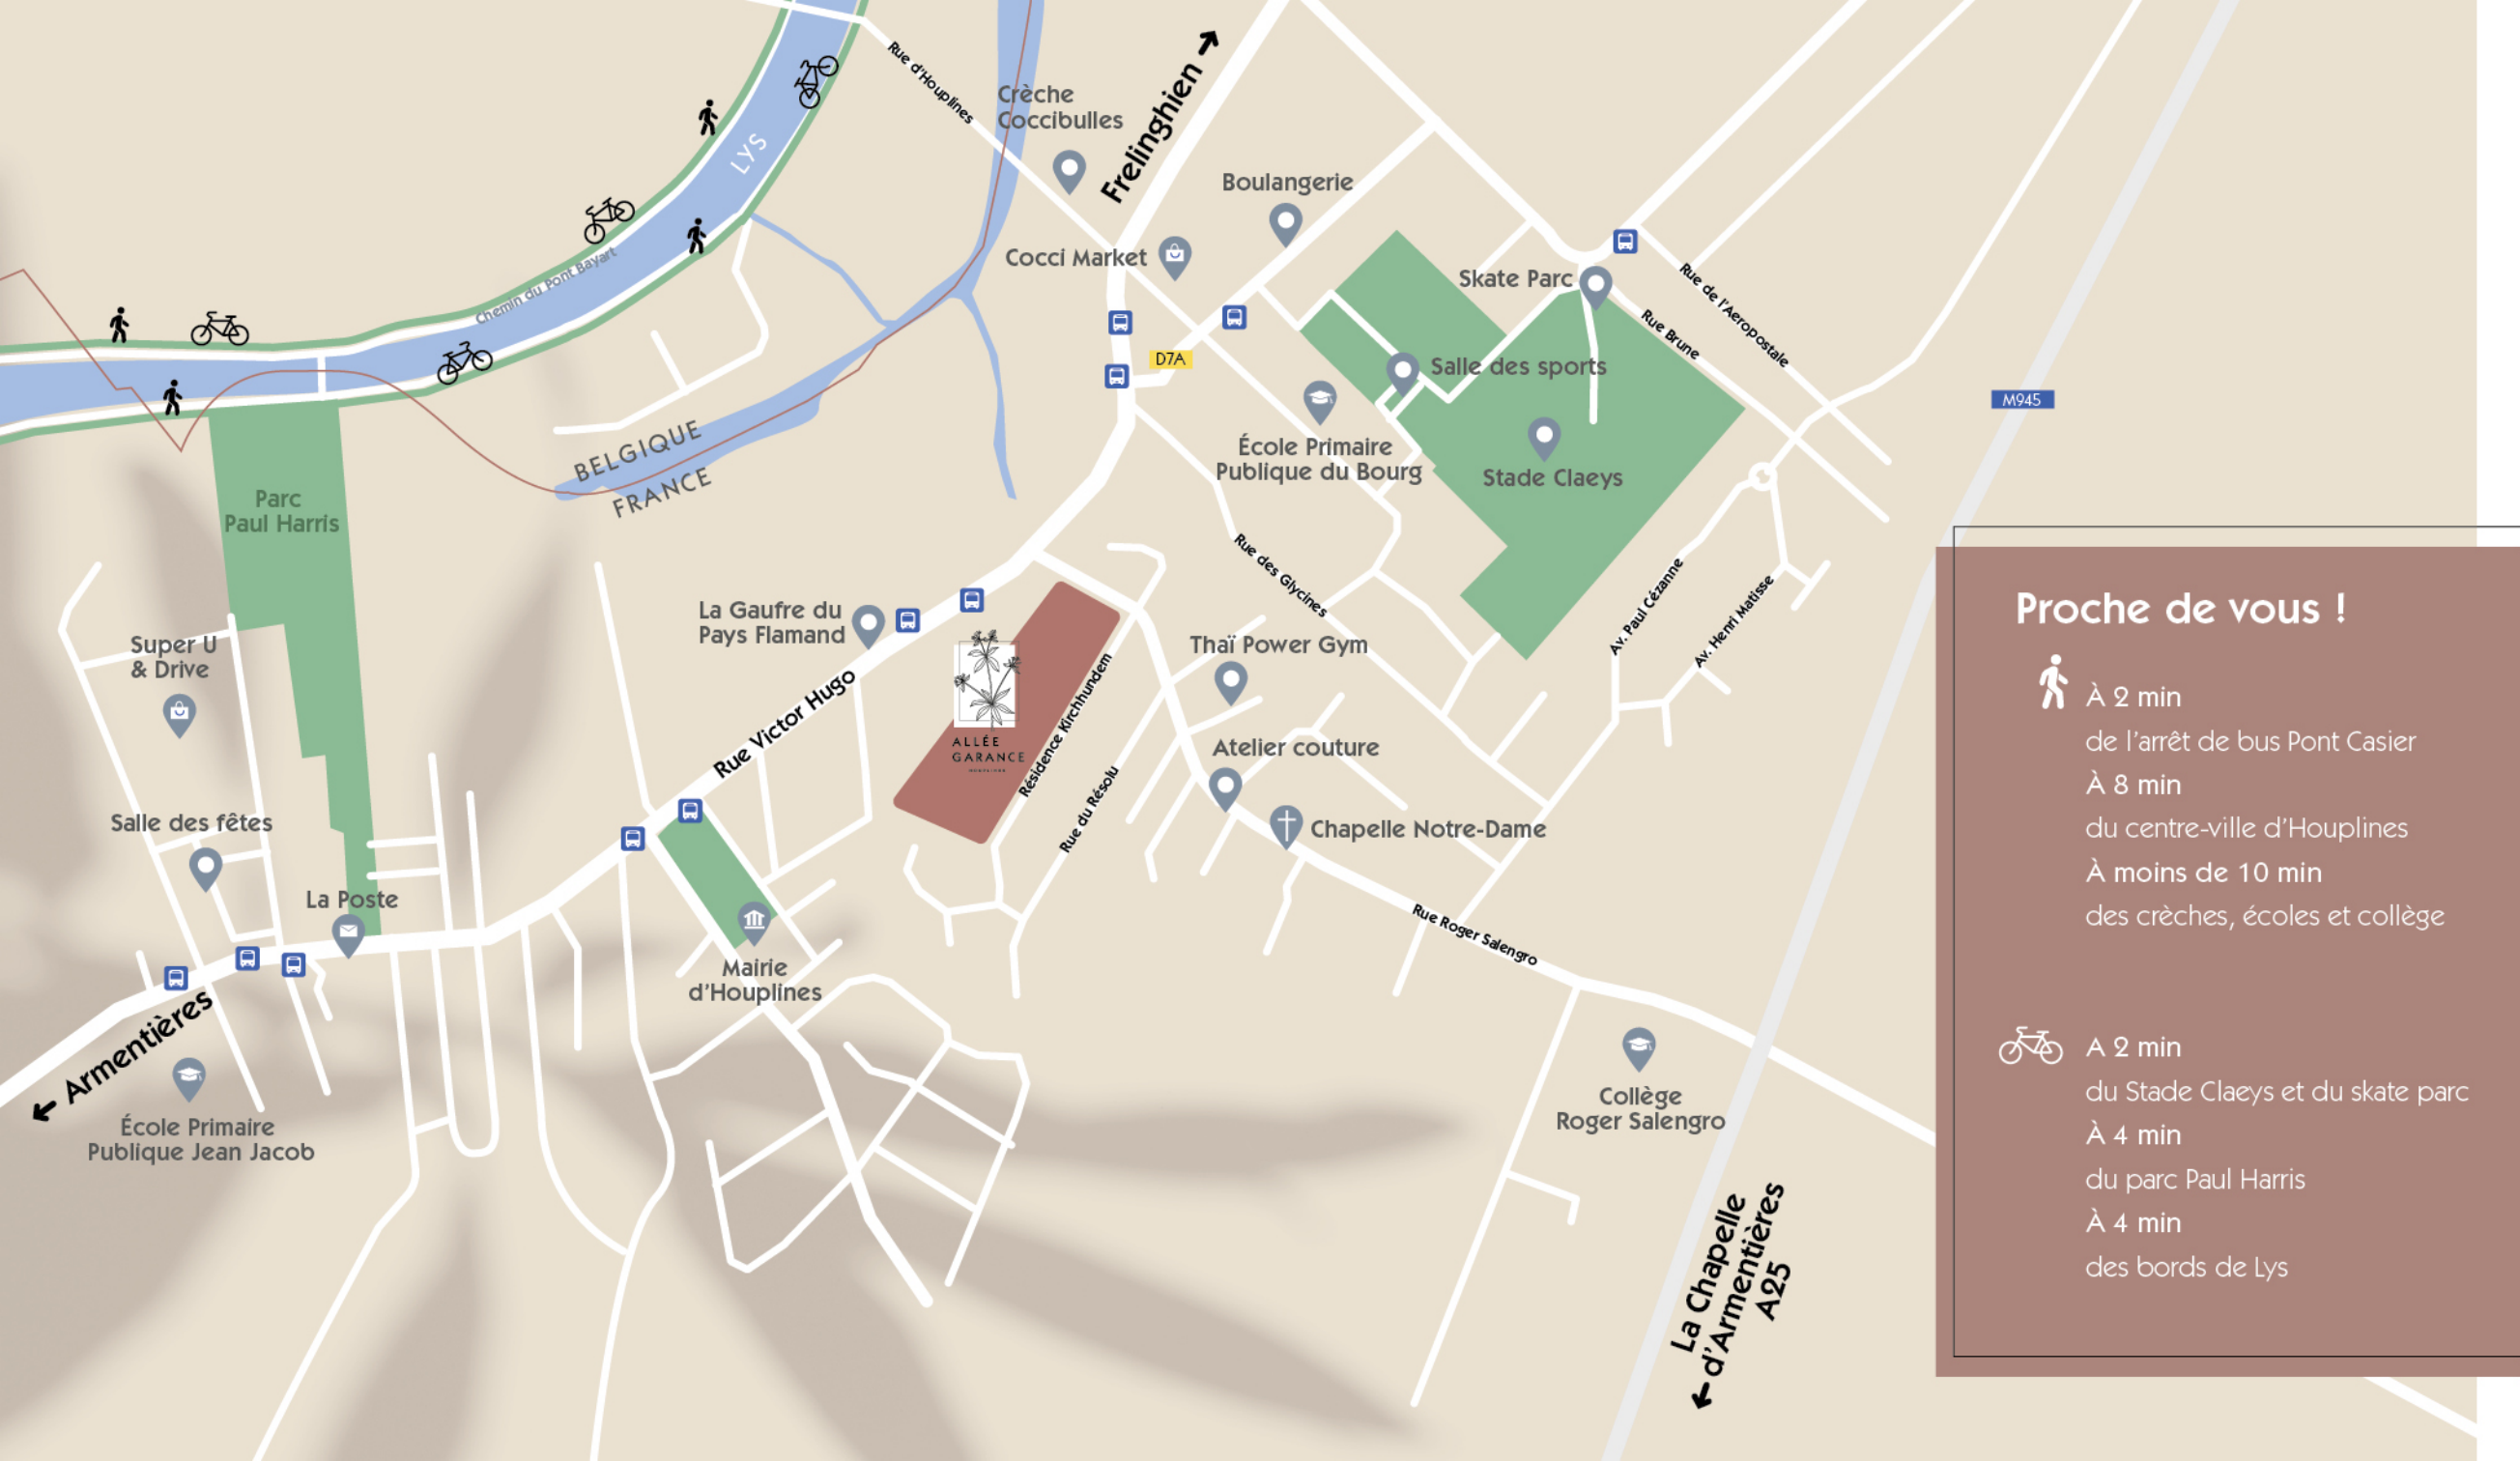 Rue d'Houplines
Crèche
Coccibulles
Frelinghien
LYS
Boulangerie
Cocci Market
Chemin du Pont Bayart
Skate Parc
Rue de l'Aeropostale
Rue Brune
D7A
Salle des sports
M945
BELGIQUE
FRANCE
École Primaire
Publique du Bourg
Stade Claeys
Parc
Paul Harris
Rue des Glycines
Av. Paul Cézanne
Av. Henri Matisse
La Gaufre du
Pays Flamand
Super U
& Drive
Thaï Power Gym
Rue Victor Hugo
ALLÉE
GARANCE
Résidence Kirchhundem
Rue du Résolu
Atelier couture
Salle des fêtes
Chapelle Notre-Dame
La Poste
Rue Roger Salengro
Mairie
d'Houplines
Armentières
École Primaire
Publique Jean Jacob
Collège
Roger Salengro
La Chapelle
d'Armentières
A25
Proche de vous !
À 2 min
de l'arrêt de bus Pont Casier
À 8 min
du centre-ville d'Houplines
À moins de 10 min
des crèches, écoles et collège
A 2 min
du Stade Claeys et du skate parc
À 4 min
du parc Paul Harris
À 4 min
des bords de Lys